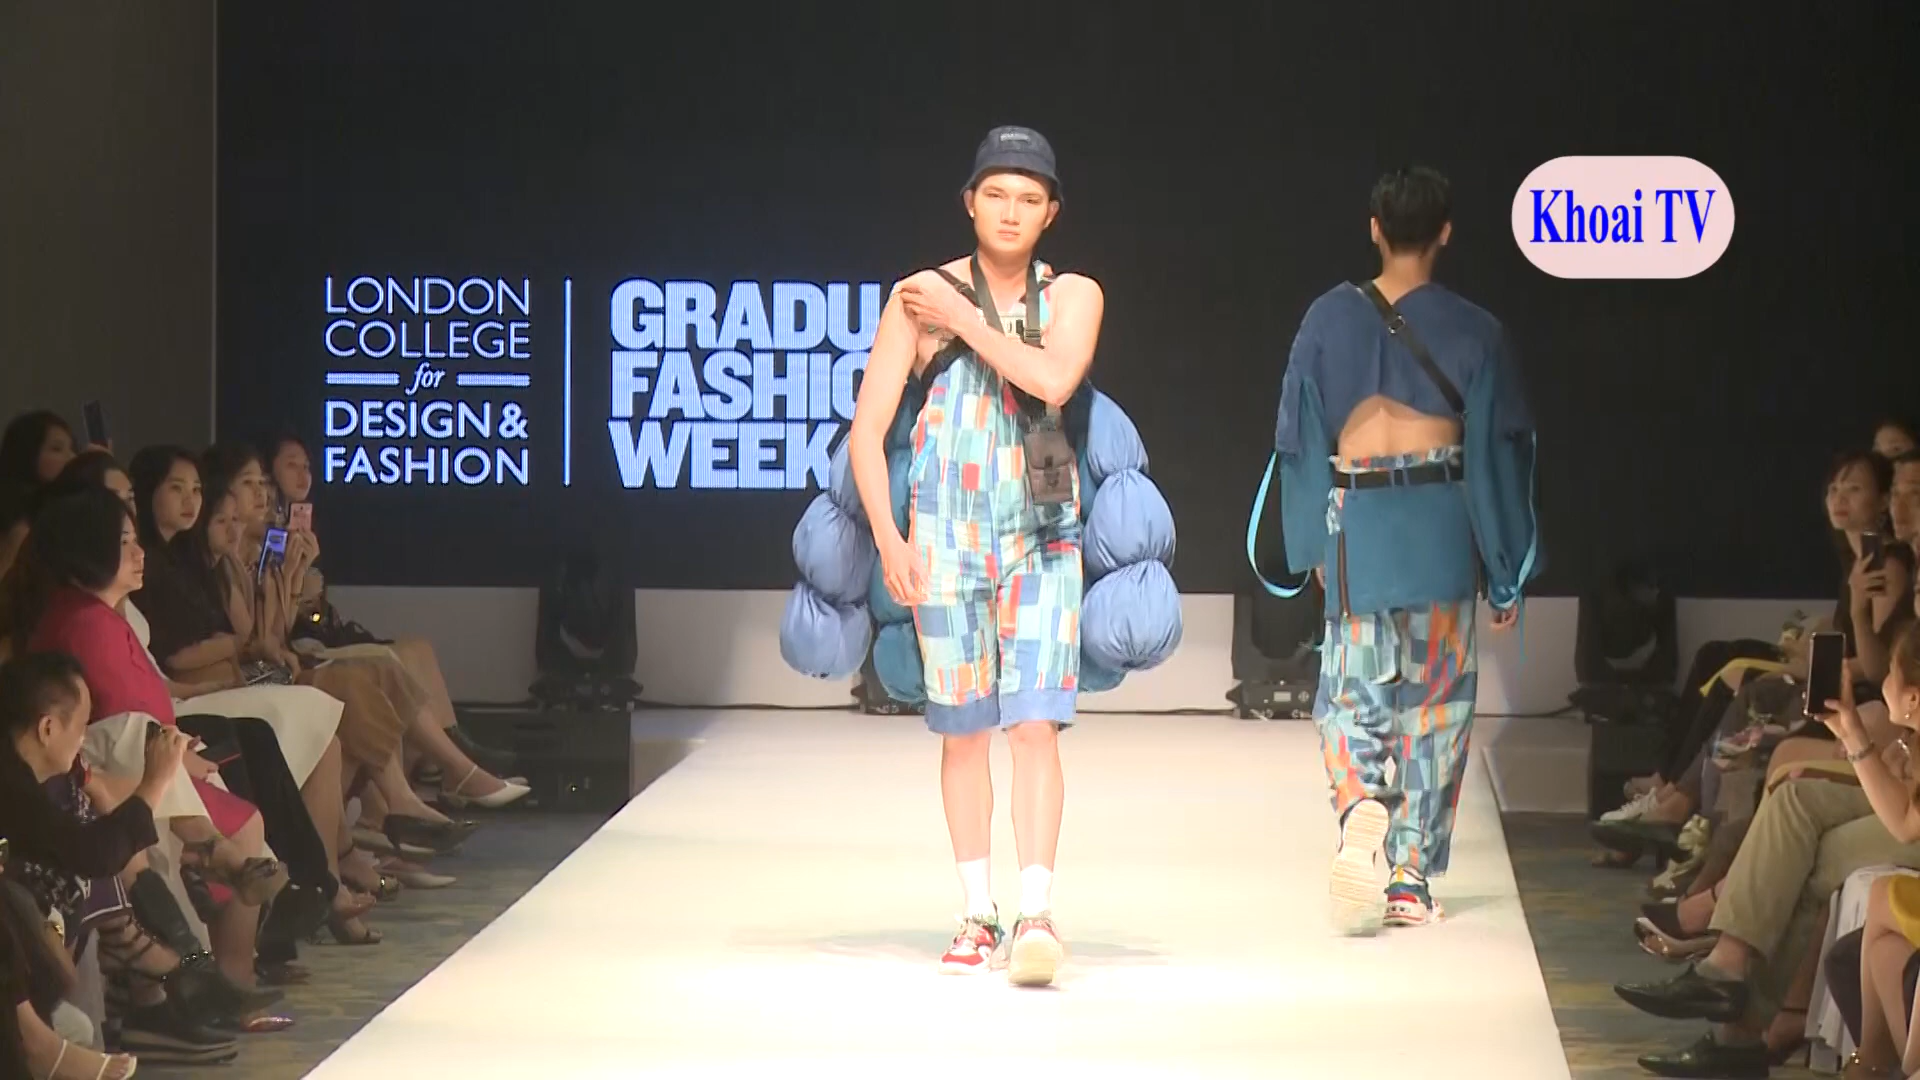 LONDON
COLLEGE
for
DESIGN &
FASHION
GRADU
FASHIO
WEEK
Khoai TV